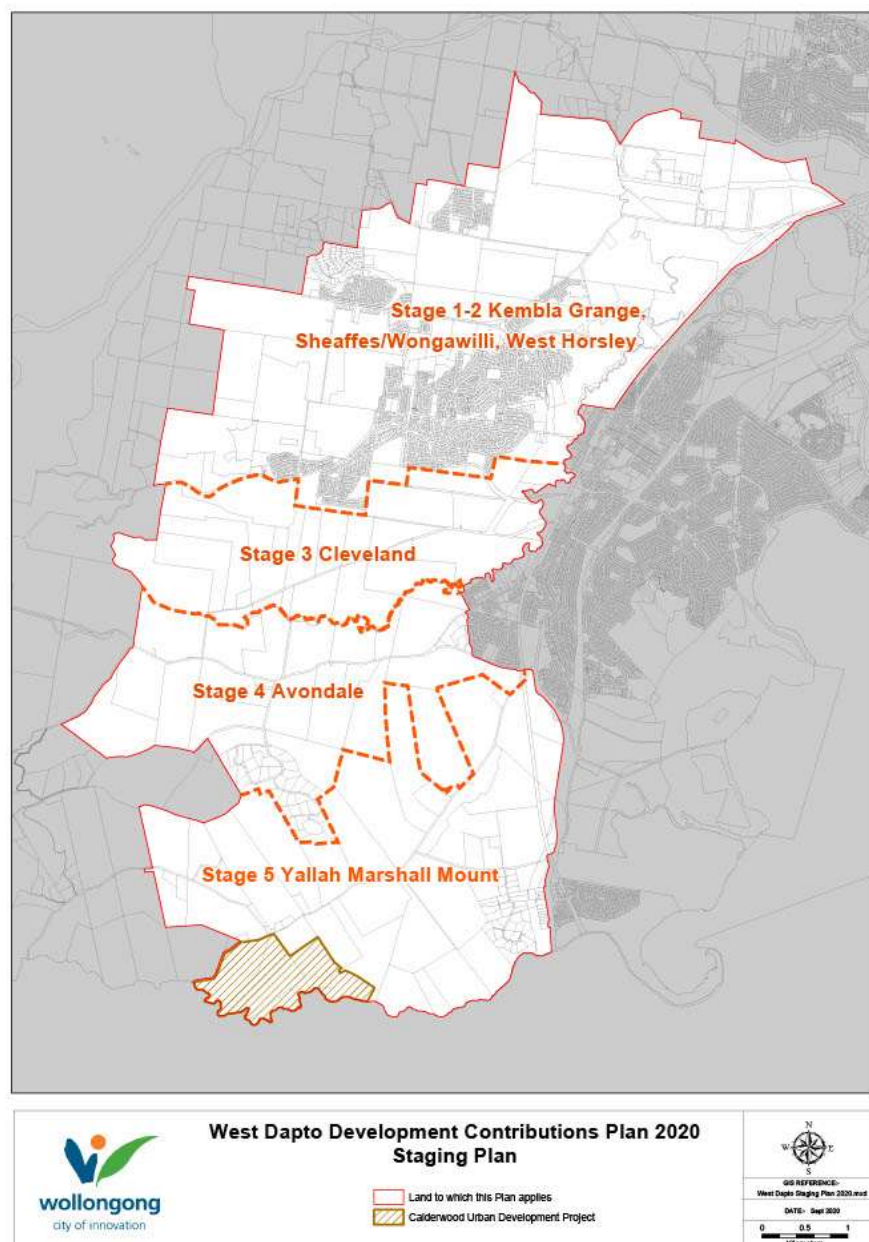 Stage 1-2 Kembla Grange,
Sheaffes/Wongawilli, West Horsley
Stage 3 Cleveland
Stage 4 Avondale
Stage 5 Yallah Marshall Mount
wollongong
city of innovation
West Dapto Development Contributions Plan 2020
Staging Plan
Land to which this Plan applies
Calderwood Urban Development Project
N
W E
S
GIS REFERENCE:-
West Dapto Staging Plan 2020.mxd
DATE:- Sept 2020
0 0.5 1